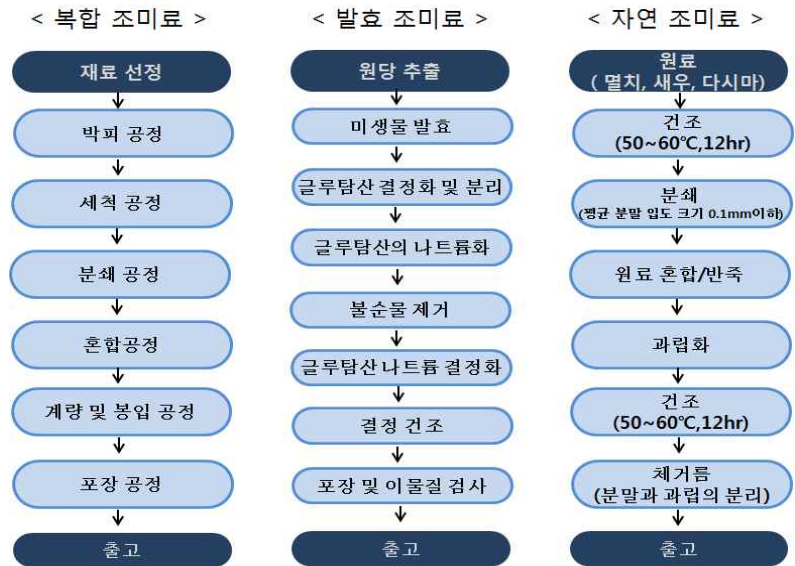 < 복합 조미료 >
재료 선정
박피 공정
세척 공정
분쇄 공정
혼합공정
계량 및 봉입 공정
포장 공정
출고
< 발효 조미료 >
원당 추출
미생물 발효
글루탐산 결정화 및 분리
글루탐산의 나트륨화
불순물 제거
글루탐산 나트륨 결정화
결정 건조
포장 및 이물질 검사
출고
< 자연 조미료 >
원료
( 멸치, 새우, 다시마)
건조
(50~60℃,12hr)
분쇄
(평균 분말 입도 크기 0.1mm이하)
원료 혼합/반죽
과립화
건조
(50~60℃,12hr)
체거름
(분말과 과립의 분리)
출고